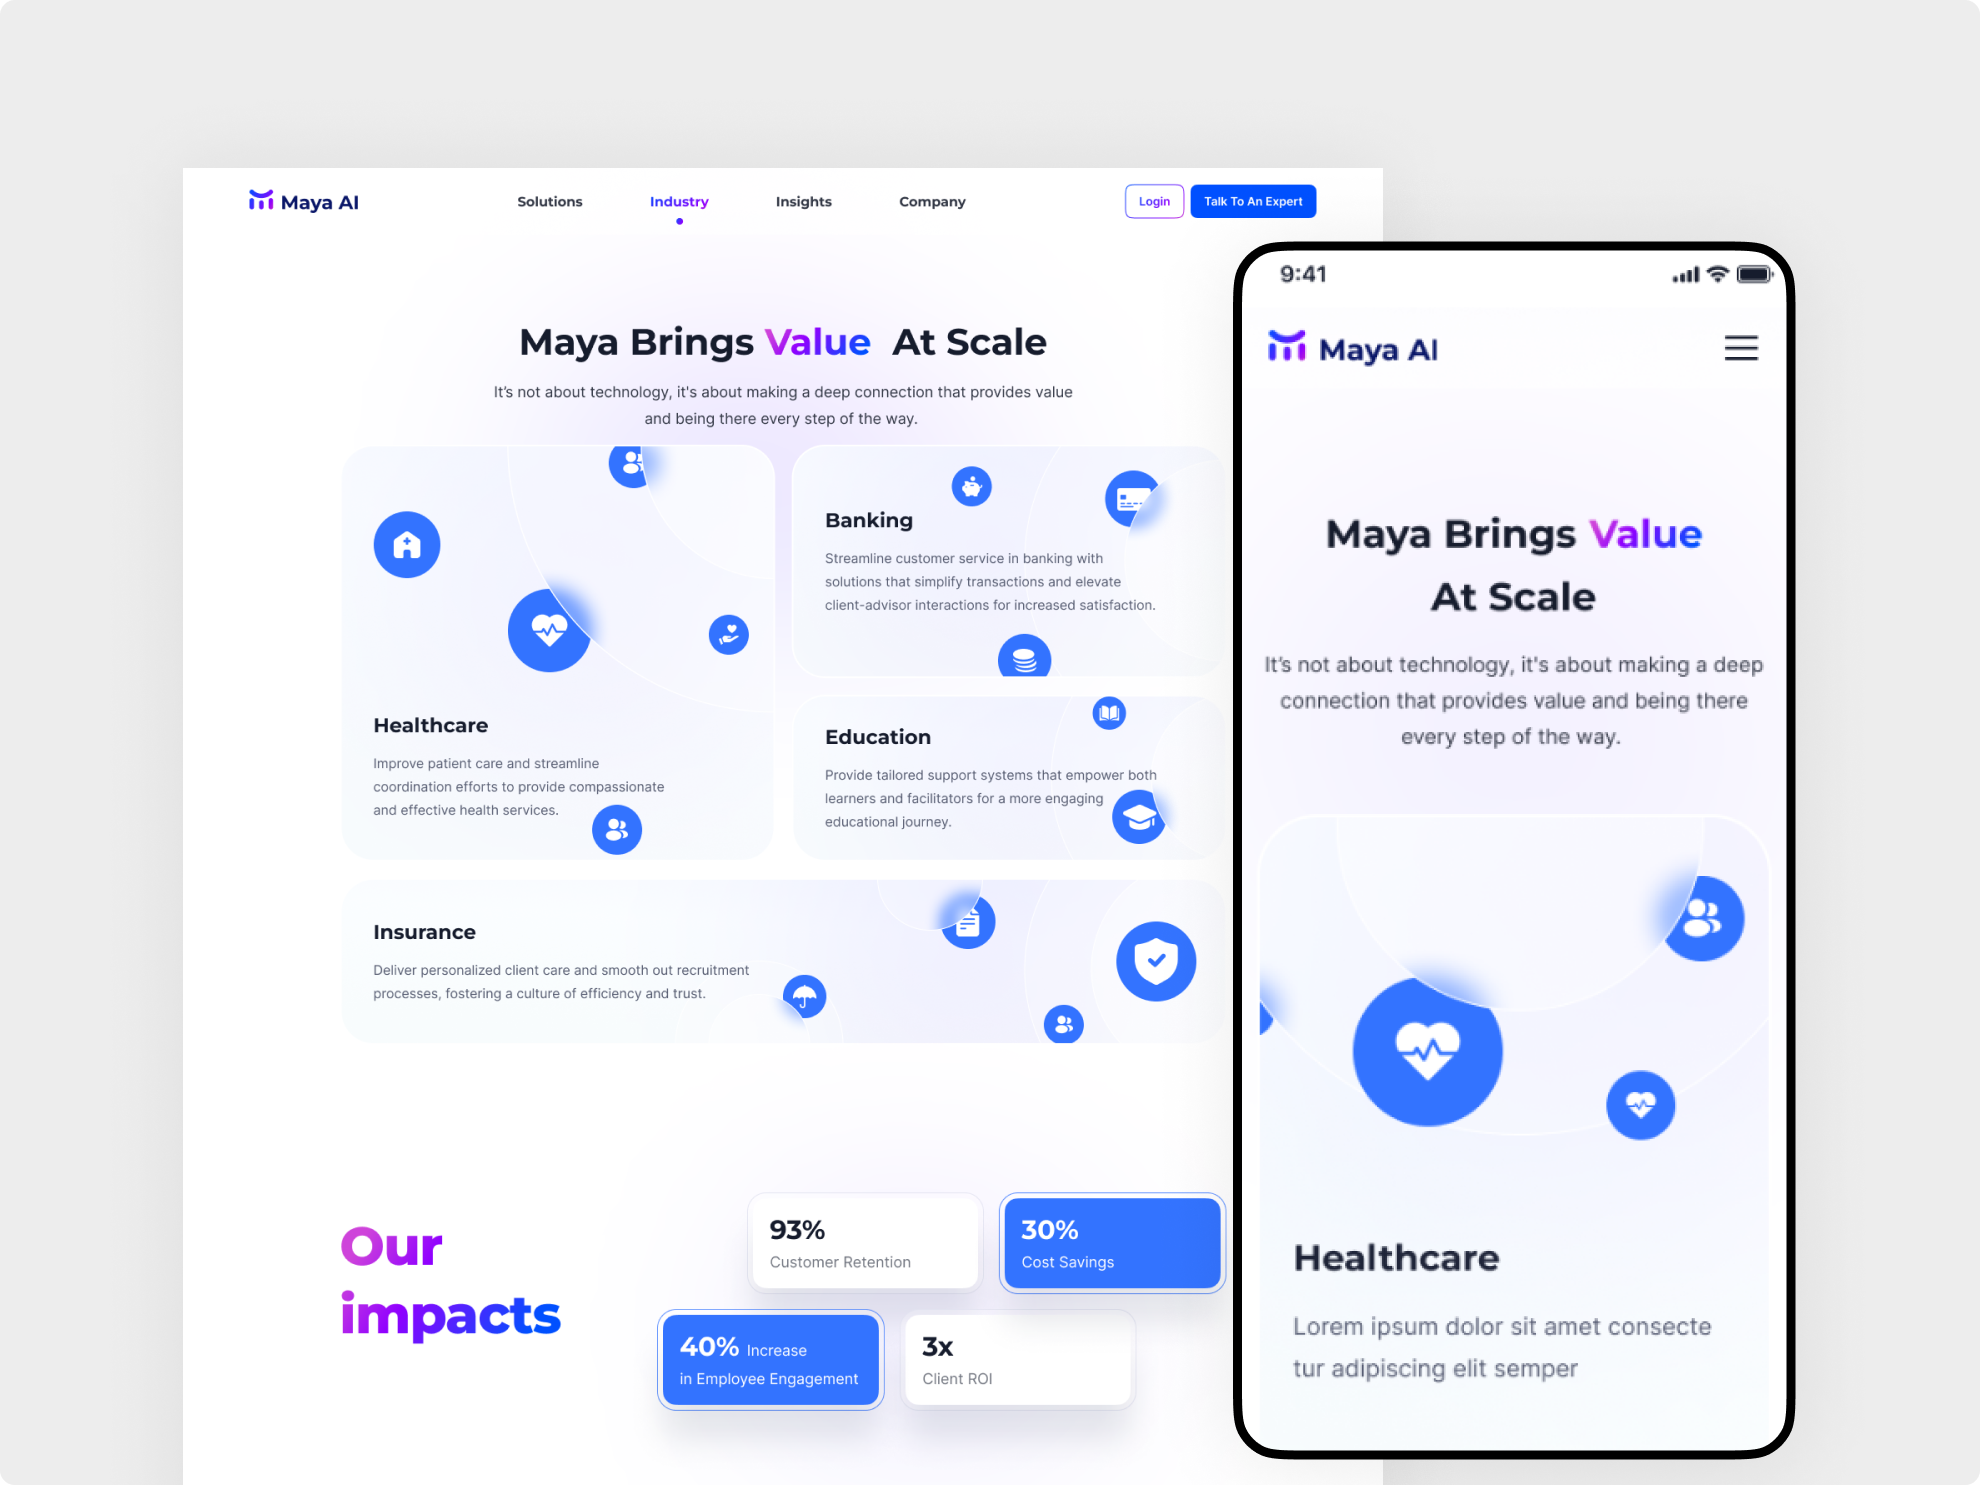 Maya AI
Solutions
Industry
Insights
Company
Login
Talk To An Expert
Maya Brings Value At Scale
It's not about technology, it's about making a deep connection that provides value
and being there every step of the way.
Healthcare
Improve patient care and streamline
coordination efforts to provide compassionate
and effective health services.
Banking
Streamline customer service in banking with
solutions that simplify transactions and elevate
client-advisor interactions for increased satisfaction.
Education
Provide tailored support systems that empower both
learners and facilitators for a more engaging
educational journey.
Insurance
Deliver personalized client care and smooth out recruitment
processes, fostering a culture of efficiency and trust.
Our
impacts
93%
Customer Retention
30%
Cost Savings
40% Increase
in Employee Engagement
3x
Client ROI
9:41
Maya AI
Maya Brings Value
At Scale
It's not about technology, it's about making a deep
connection that provides value and being there
every step of the way.
Healthcare
Lorem ipsum dolor sit amet consecte
tur adipiscing elit semper